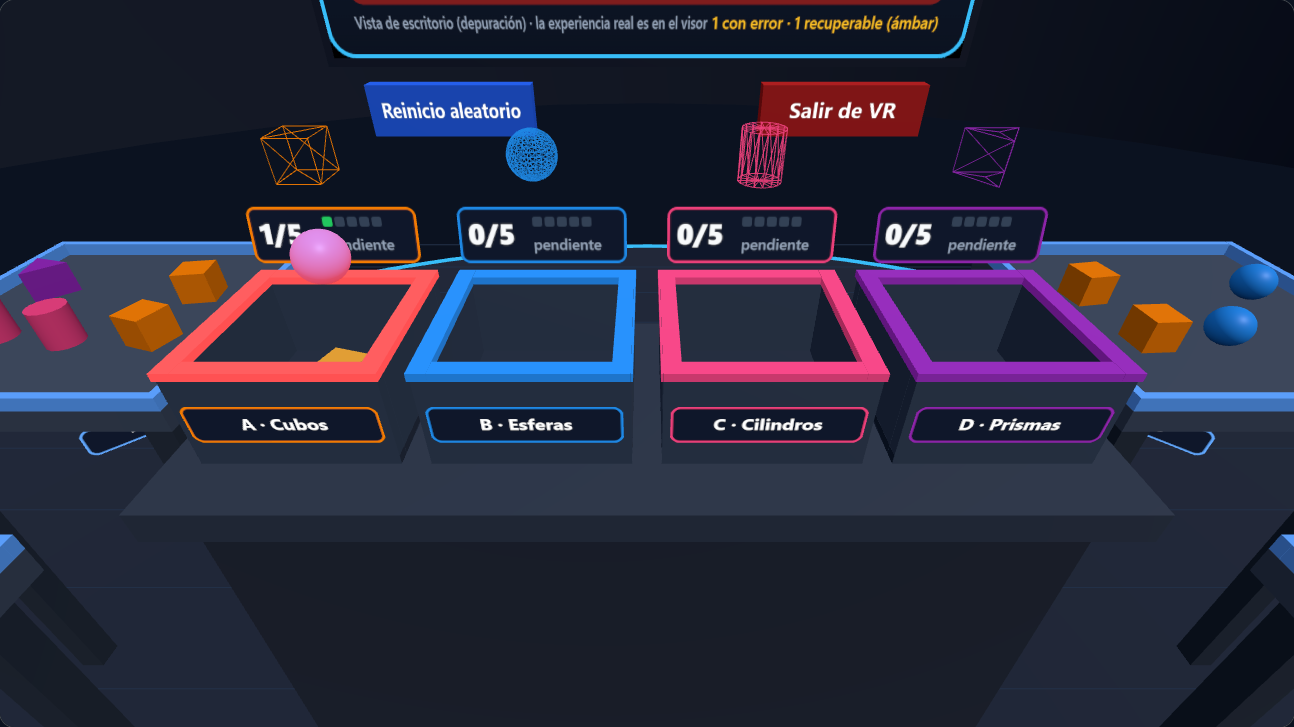 Vista de escritorio (depuración) · la experiencia real es en el visor 1 con error · 1 recuperable (ámbar)
Reinicio aleatorio
Salir de VR
1/5
ndiente
0/5
pendiente
0/5
pendiente
0/5
pendiente
A · Cubos
B · Esferas
C · Cilindros
D · Prismas